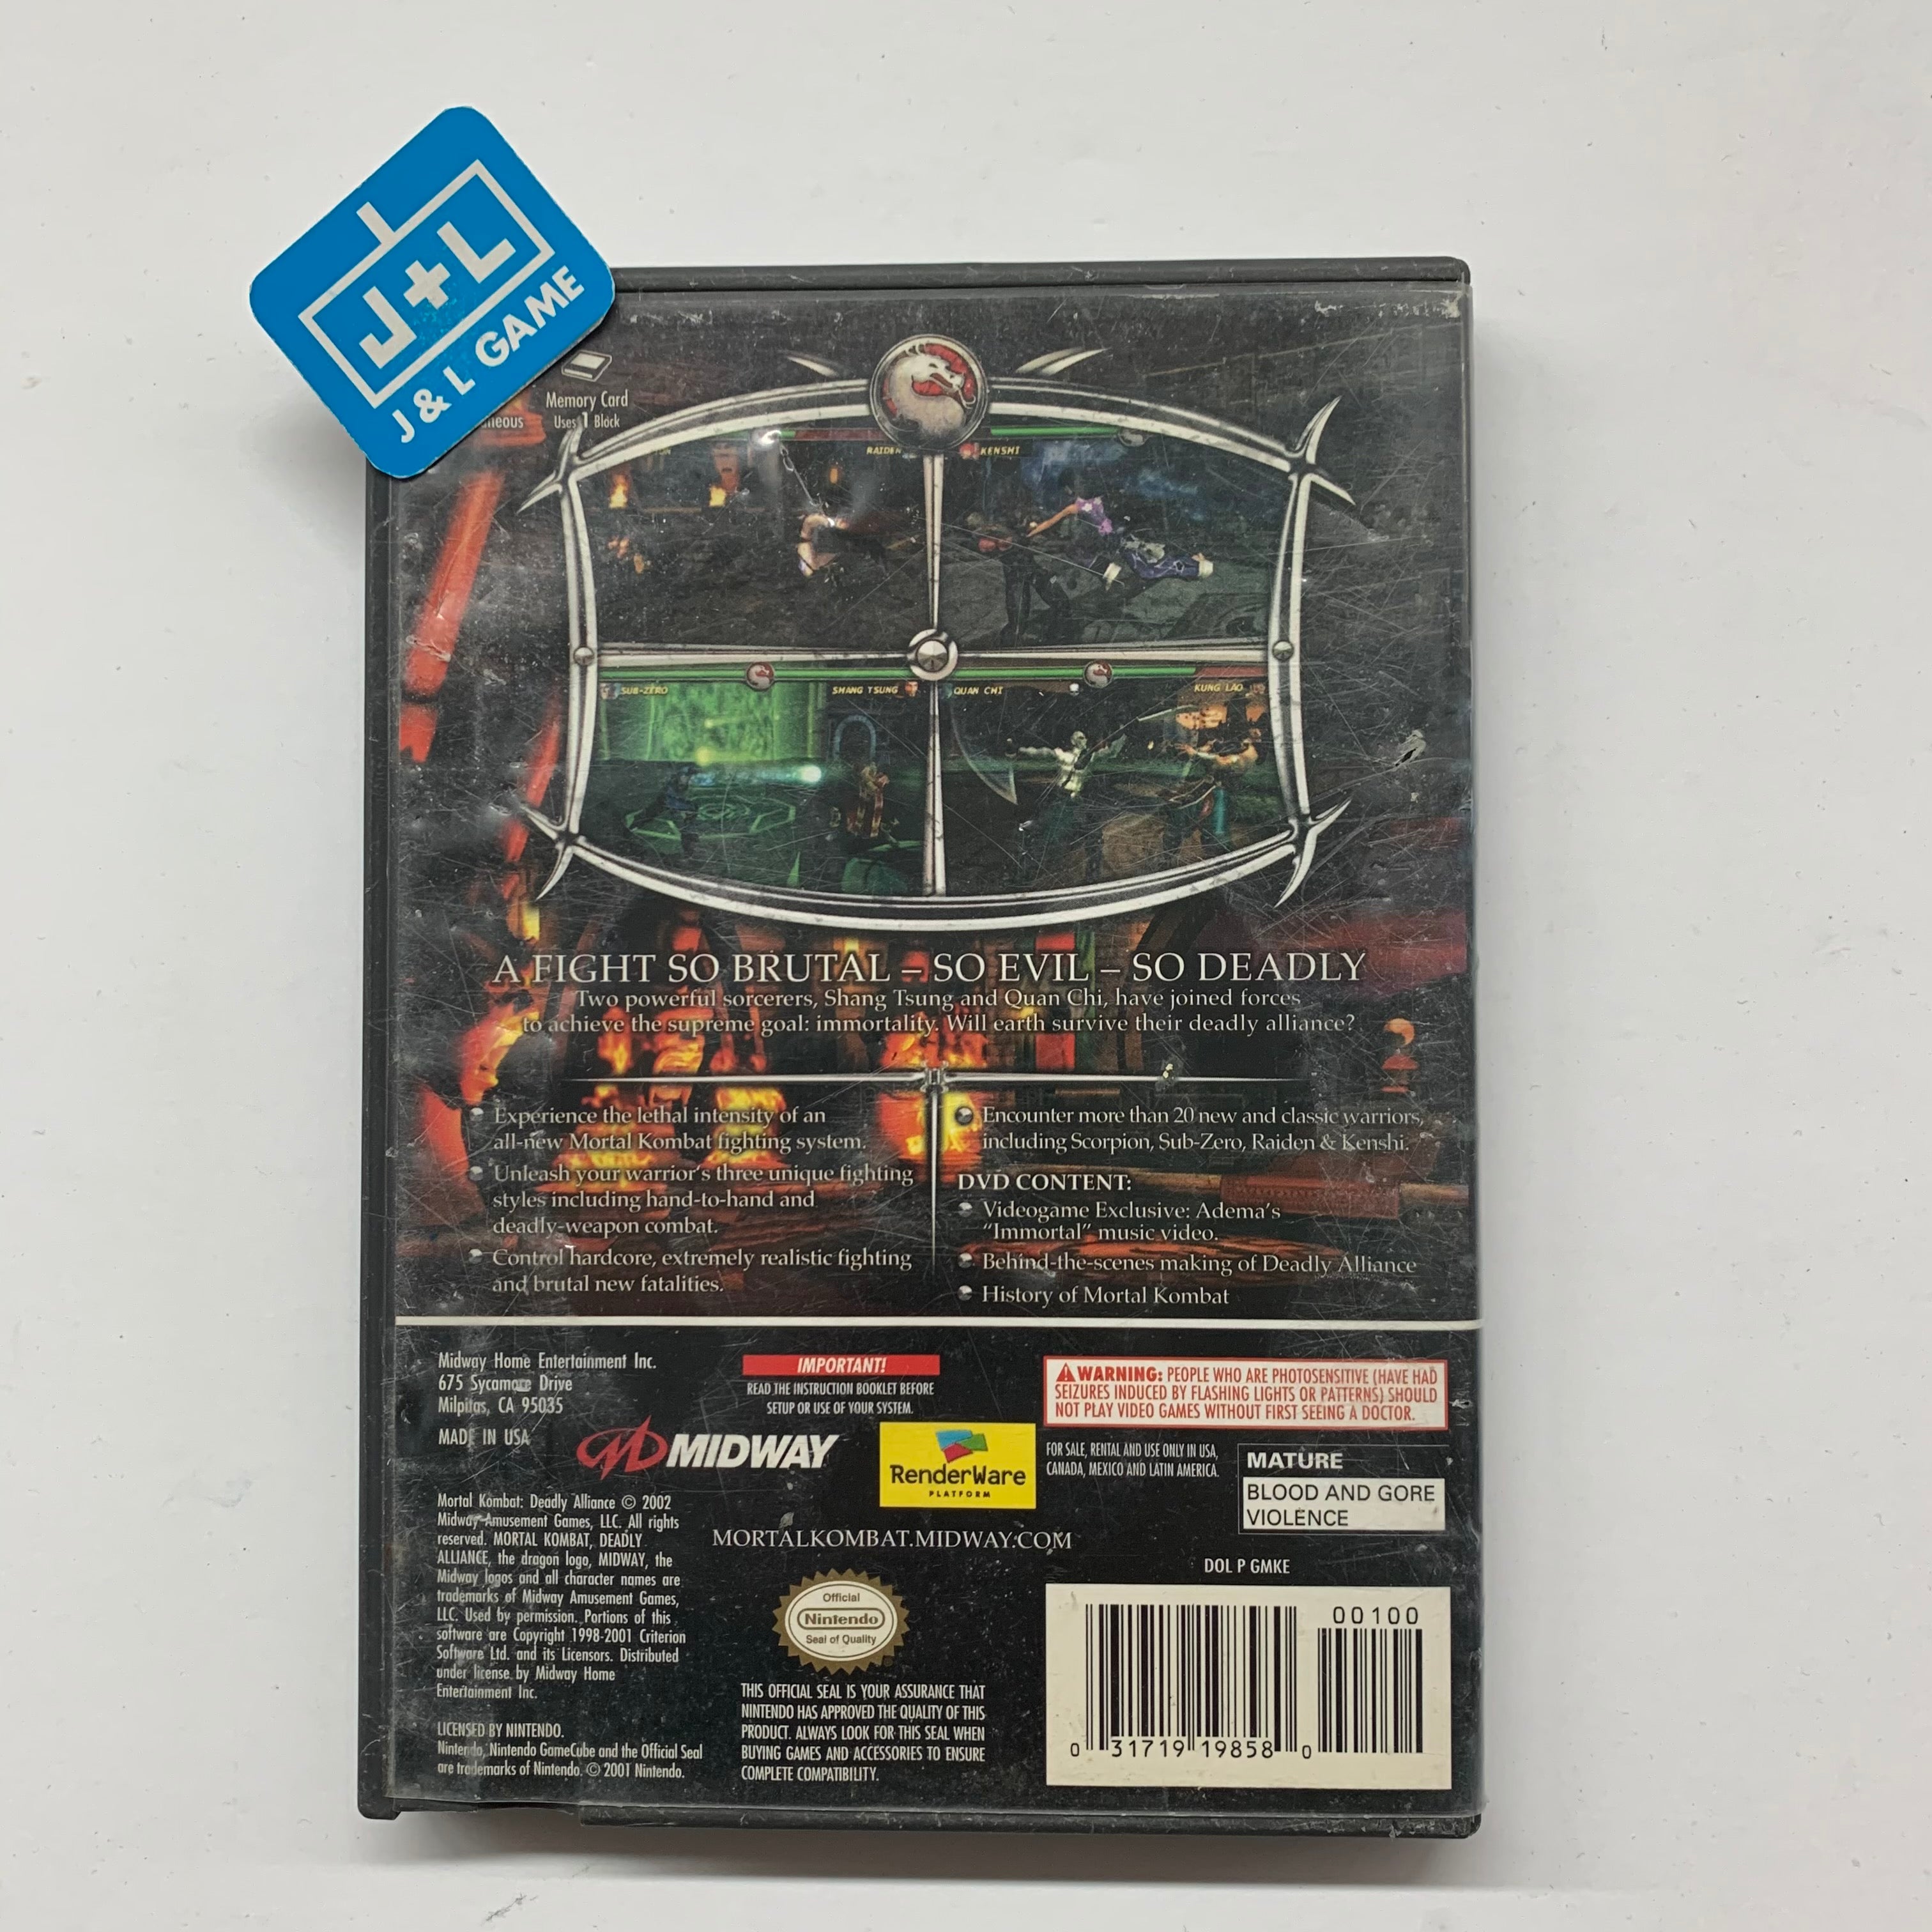 J+L
J & L GAME
Memory Card
Uses 1 Block
RAIDEN
KENSHI
SUB-ZERO
SHANG TSUNG
QUAN CHI
KUNG LAO
A FIGHT SO BRUTAL – SO EVIL – SO DEADLY
Two powerful sorcerers, Shang Tsung and Quan Chi, have joined forces
to achieve the supreme goal: immortality. Will earth survive their deadly alliance?
Experience the lethal intensity of an
all-new Mortal Kombat fighting system.
Unleash your warrior's three unique fighting
styles including hand-to-hand and
deadly-weapon combat.
Control hardcore, extremely realistic fighting
and brutal new fatalities.
Encounter more than 20 new and classic warriors,
including Scorpion, Sub-Zero, Raiden & Kenshi.
DVD CONTENT:
Videogame Exclusive: Adema's
"Immortal" music video.
Behind-the-scenes making of Deadly Alliance
History of Mortal Kombat
Midway Home Entertainment Inc.
675 Sycamore Drive
Milpitas, CA 95035
MADE IN USA
MIDWAY
IMPORTANT!
READ THE INSTRUCTION BOOKLET BEFORE
SETUP OR USE OF YOUR SYSTEM.
RenderWare
PLATFORM
WARNING: PEOPLE WHO ARE PHOTOSENSITIVE (HAVE HAD
SEIZURES INDUCED BY FLASHING LIGHTS OR PATTERNS) SHOULD
NOT PLAY VIDEO GAMES WITHOUT FIRST SEEING A DOCTOR.
FOR SALE, RENTAL AND USE ONLY IN USA,
CANADA, MEXICO AND LATIN AMERICA.
MATURE
BLOOD AND GORE
VIOLENCE
Mortal Kombat: Deadly Alliance © 2002
Midway Amusement Games, LLC. All rights
reserved. MORTAL KOMBAT, DEADLY
ALLIANCE, the dragon logo, MIDWAY, the
Midway logos and all character names are
trademarks of Midway Amusement Games,
LLC. Used by permission. Portions of this
software are Copyright 1998-2001 Criterion
Software Ltd. and its Licensors. Distributed
under license by Midway Home
Entertainment Inc.
LICENSED BY NINTENDO.
Nintendo, Nintendo GameCube and the Official Seal
are trademarks of Nintendo. © 2001 Nintendo.
MORTALKOMBAT.MIDWAY.COM
Official
Nintendo
Seal of Quality
THIS OFFICIAL SEAL IS YOUR ASSURANCE THAT
NINTENDO HAS APPROVED THE QUALITY OF THIS
PRODUCT. ALWAYS LOOK FOR THIS SEAL WHEN
BUYING GAMES AND ACCESSORIES TO ENSURE
COMPLETE COMPATIBILITY.
DOL P GMKE
00100
0 31719 19858 0